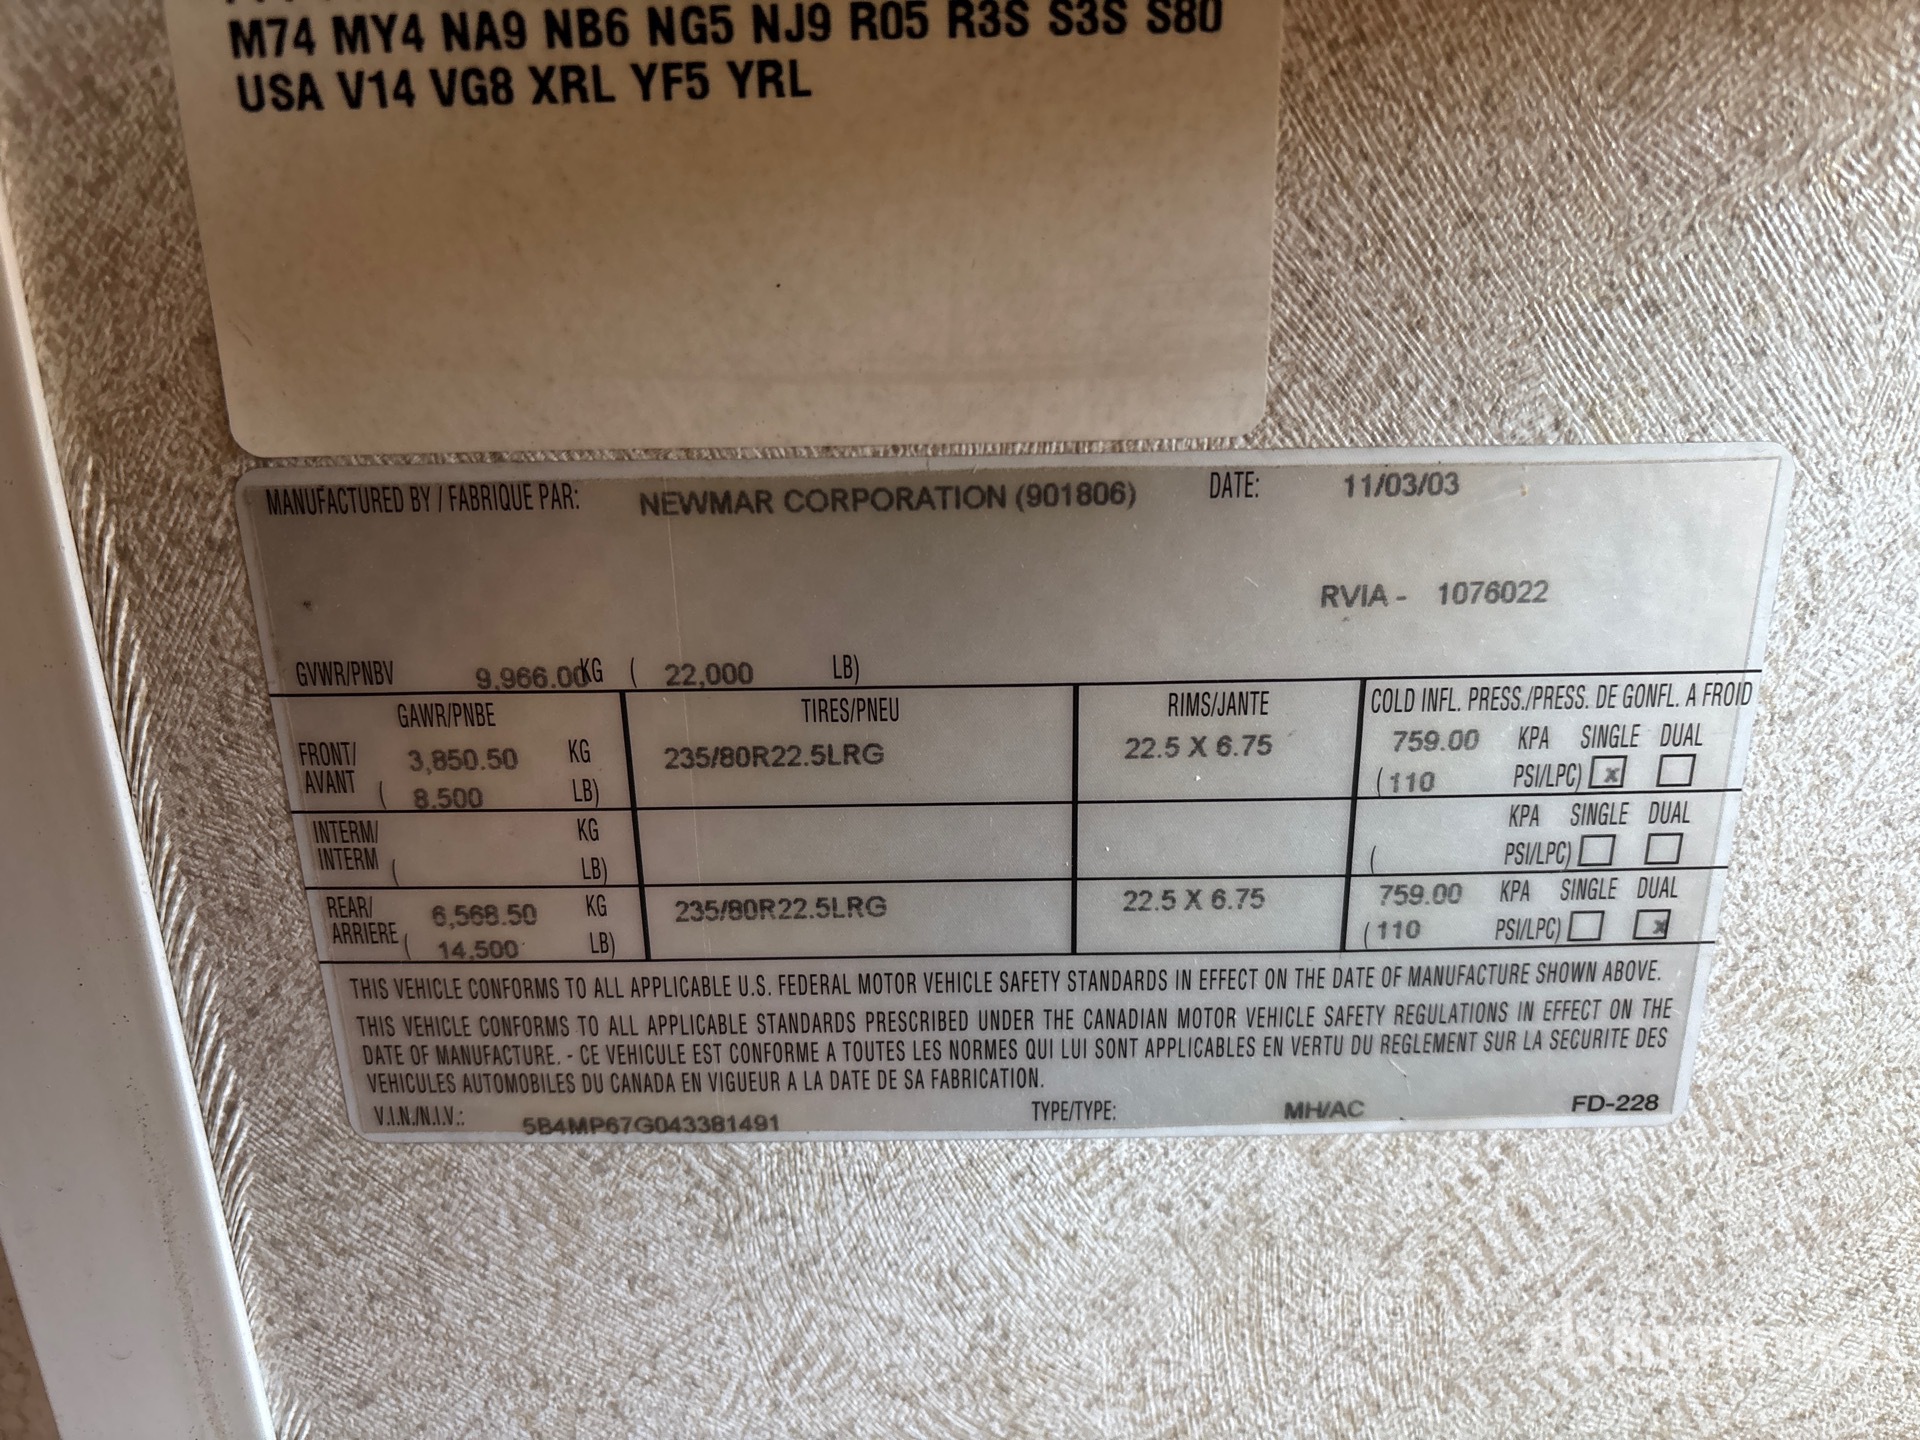 M74 MY4 NA9 NB6 NG5 NJ9 R05 R3S S3S S80
USA V14 VG8 XRL YF5 YRL
MANUFACTURED BY / FABRIQUE PAR: NEWMAR CORPORATION (901806) DATE: 11/03/03
RVIA - 1076022
GVWR/PNBV 9,966.00KG ( 22,000 LB)
GAWR/PNBE TIRES/PNEU RIMS/JANTE COLD INFL. PRESS./PRESS. DE GONFL. A FROID
FRONT/ 3,850.50 KG 235/80R22.5LRG 22.5 X 6.75 759.00 KPA SINGLE DUAL
AVANT ( 8,500 LB) (110 PSI/LPC) x
INTERM/ KG KPA SINGLE DUAL
INTERM ( LB) ( PSI/LPC)
REAR/ 6,568.50 KG 235/80R22.5LRG 22.5 X 6.75 759.00 KPA SINGLE DUAL
ARRIERE ( 14,500 LB) (110 PSI/LPC) x
THIS VEHICLE CONFORMS TO ALL APPLICABLE U.S. FEDERAL MOTOR VEHICLE SAFETY STANDARDS IN EFFECT ON THE DATE OF MANUFACTURE SHOWN ABOVE.
THIS VEHICLE CONFORMS TO ALL APPLICABLE STANDARDS PRESCRIBED UNDER THE CANADIAN MOTOR VEHICLE SAFETY REGULATIONS IN EFFECT ON THE
DATE OF MANUFACTURE. - CE VEHICULE EST CONFORME A TOUTES LES NORMES QUI LUI SONT APPLICABLES EN VERTU DU REGLEMENT SUR LA SECURITE DES
VEHICULES AUTOMOBILES DU CANADA EN VIGUEUR A LA DATE DE SA FABRICATION.
V.I.N./N.I.V.: 5B4MP67G043381491 TYPE/TYPE: MH/AC FD-228